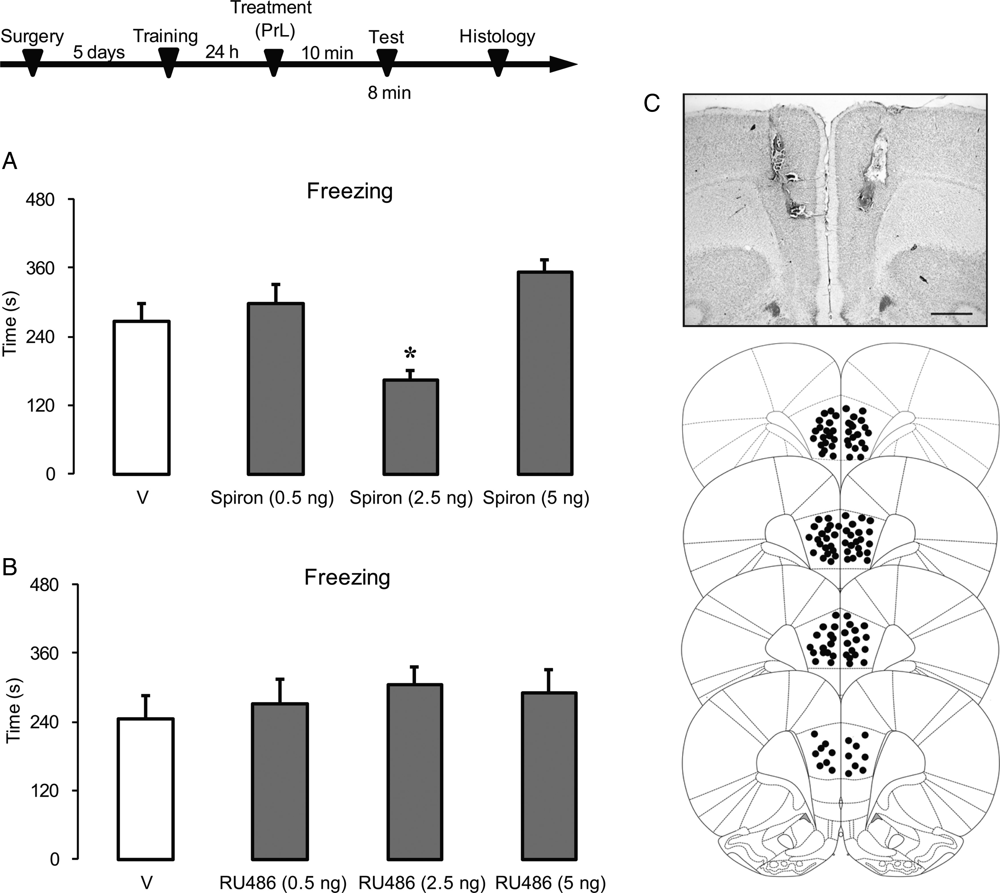 Treatment
(PrL)
Surgery
Training
Test
Histology
5 days
24 h
10 min
8 min
A
Freezing
480
360
240
120
0
Time (s)
*
V
Spiron (0.5 ng)
Spiron (2.5 ng)
Spiron (5 ng)
B
Freezing
480
360
240
120
0
Time (s)
V
RU486 (0.5 ng)
RU486 (2.5 ng)
RU486 (5 ng)
C